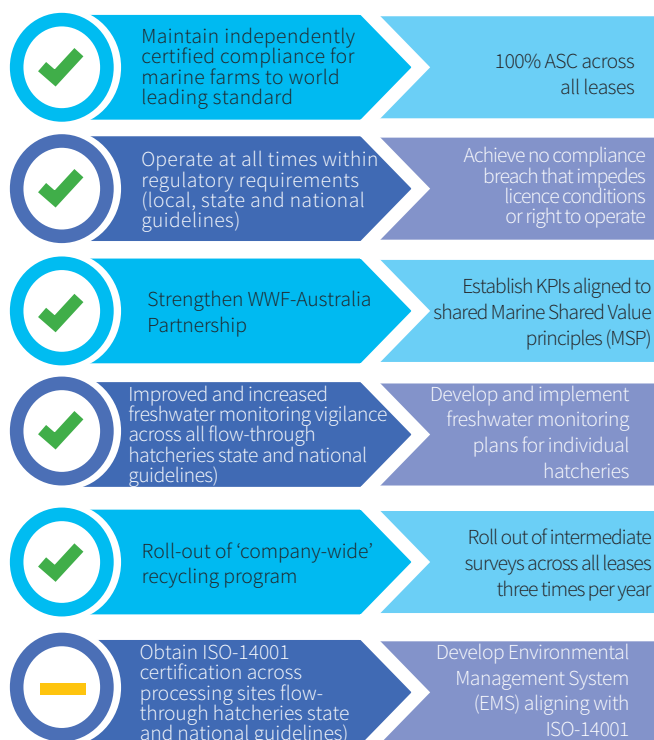 Maintain independently
certified compliance for
marine farms to world
leading standard
100% ASC across
all leases
Operate at all times within
regulatory requirements
(local, state and national
guidelines)
Achieve no compliance
breach that impedes
licence conditions
or right to operate
Strengthen WWF-Australia
Partnership
Establish KPIs aligned to
shared Marine Shared Value
principles (MSP)
Improved and increased
freshwater monitoring vigilance
across all flow-through
hatcheries state and national
guidelines)
Develop and implement
freshwater monitoring
plans for individual
hatcheries
Roll-out of ‘company-wide’
recycling program
Roll out of intermediate
surveys across all leases
three times per year
Obtain ISO-14001
certification across
processing sites flow-
through hatcheries state
and national guidelines)
Develop Environmental
Management System
(EMS) aligning with
ISO-14001